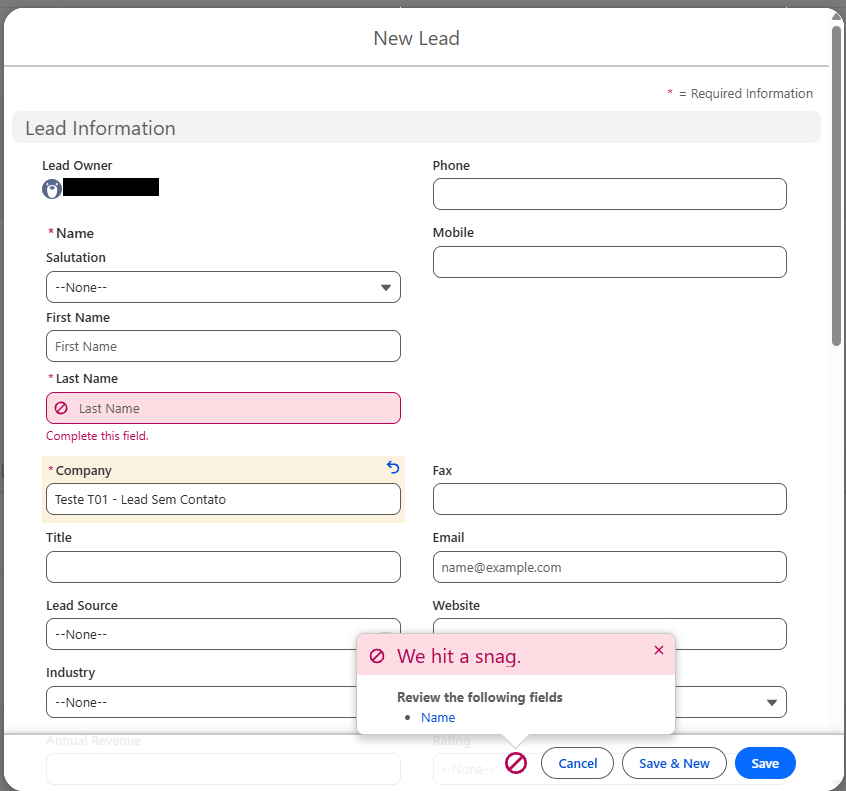 New Lead
* = Required Information
Lead Information
Lead Owner
Phone
*Name
Mobile
Salutation
--None--
First Name
First Name
*Last Name
Last Name
Complete this field.
*Company
Fax
Teste T01 - Lead Sem Contato
Title
Email
name@example.com
Lead Source
Website
--None--
We hit a snag.
Industry
--None--
Review the following fields
• Name
Annual Revenue
Rating
--None--
Cancel
Save & New
Save